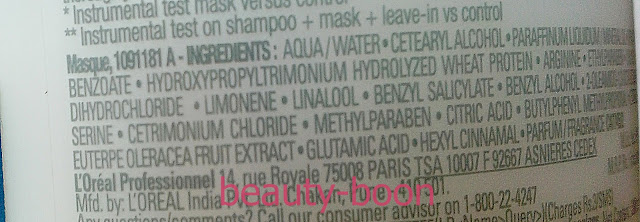 * Instrumental test mask versus control
** Instrumental test on shampoo + mask + leave-in vs control
Masque, 1091181 A - INGREDIENTS : AQUA / WATER • CETEARYL ALCOHOL • PARAFFINUM LIQUIDUM
BENZOATE • HYDROXYPROPYLTRIMONIUM HYDROLYZED WHEAT PROTEIN • ARGININE •
DIHYDROCHLORIDE • LIMONENE • LINALOOL • BENZYL SALICYLATE • BENZYL ALCOHOL •
SERINE • CETRIMONIUM CHLORIDE • METHYLPARABEN • CITRIC ACID • BUTYLPHENYL
EUTERPE OLERACEA FRUIT EXTRACT • GLUTAMIC ACID • HEXYL CINNAMAL • PARFUM / FRAGRANCE
L'Oréal Professionnel 14, rue Royale 75008 PARIS TSA 10007 F 92667 ASNIERES CEDEX
Mfd. by: L'OREAL India
beauty-boon
Any questions/comments? Call our consumer advisor on 1-800-22-4247